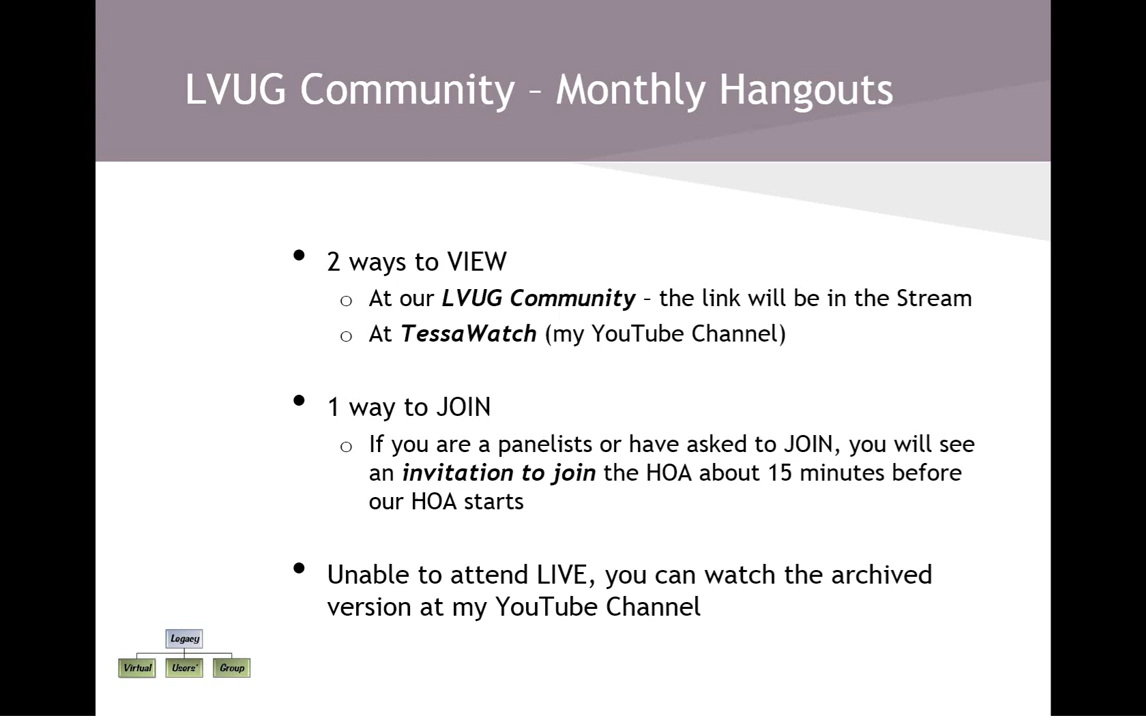 LVUG Community – Monthly Hangouts
• 2 ways to VIEW
o At our LVUG Community – the link will be in the Stream
o At TessaWatch (my YouTube Channel)
• 1 way to JOIN
o If you are a panelists or have asked to JOIN, you will see
an invitation to join the HOA about 15 minutes before
our HOA starts
• Unable to attend LIVE, you can watch the archived
version at my YouTube Channel
Legacy
Virtual Users' Group